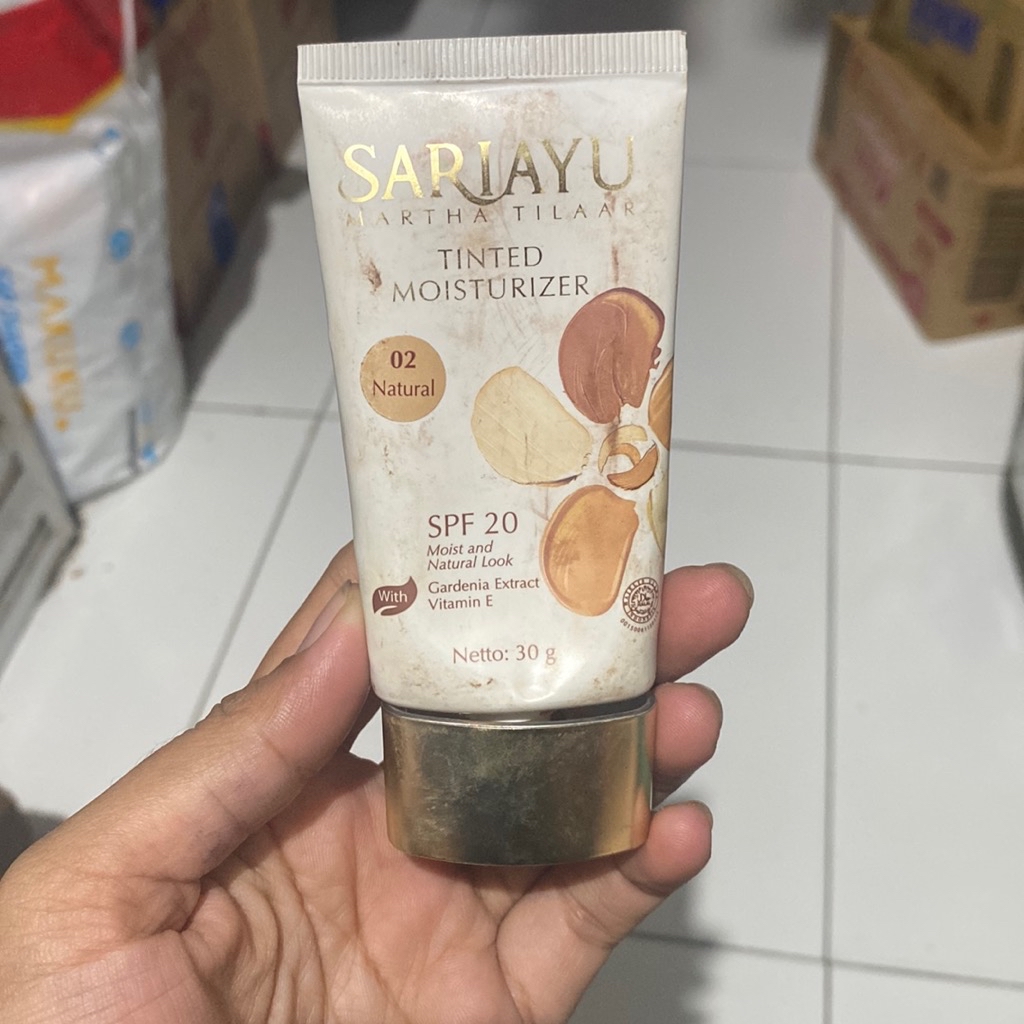 SARIAYU
MARTHA TILAAR
TINTED
MOISTURIZER
02
Natural
SPF 20
Moist and
Natural Look
With
Gardenia Extract
Vitamin E
Netto: 30 g